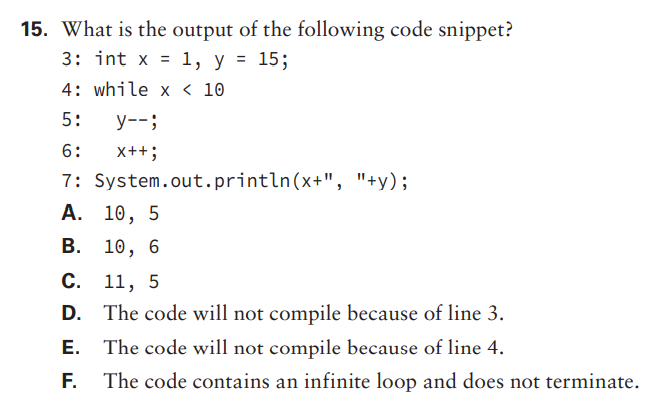 15. What is the output of the following code snippet?
3: int x = 1, y = 15;
4: while x < 10
5:   y--;
6:   x++;
7: System.out.println(x+", "+y);
A. 10, 5
B. 10, 6
C. 11, 5
D. The code will not compile because of line 3.
E. The code will not compile because of line 4.
F. The code contains an infinite loop and does not terminate.